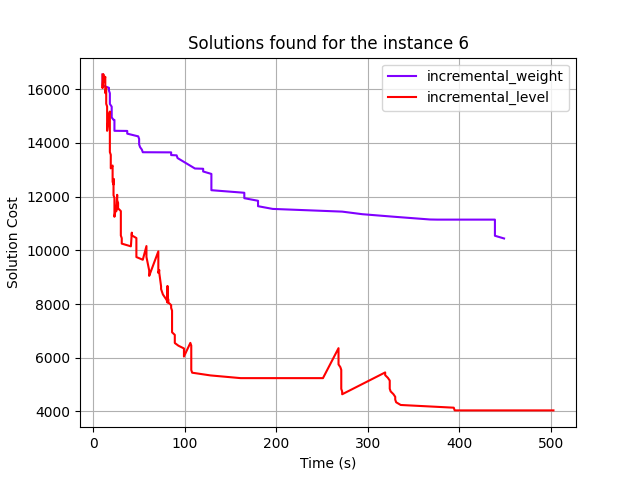 Solutions found for the instance 6
incremental_weight
incremental_level
Solution Cost
16000
14000
12000
10000
8000
6000
4000
0 100 200 300 400 500
Time (s)